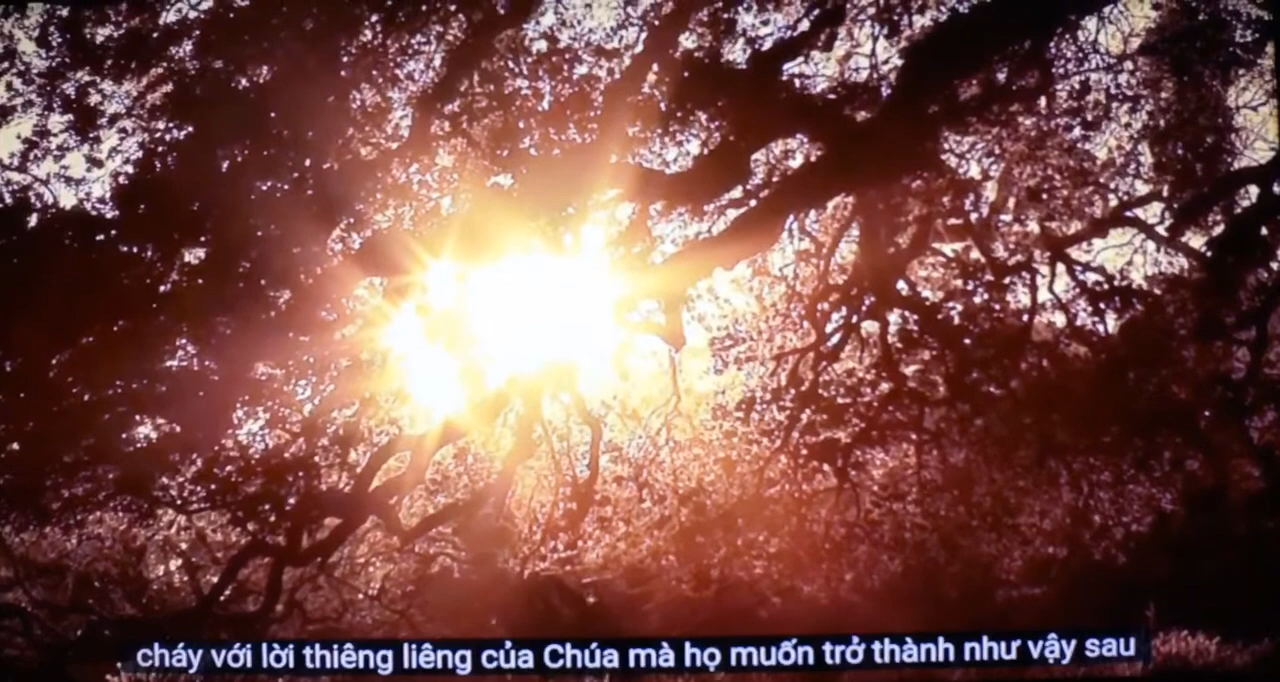 cháy với lời thiêng liêng của Chúa mà họ muốn trở thành như vậy sau